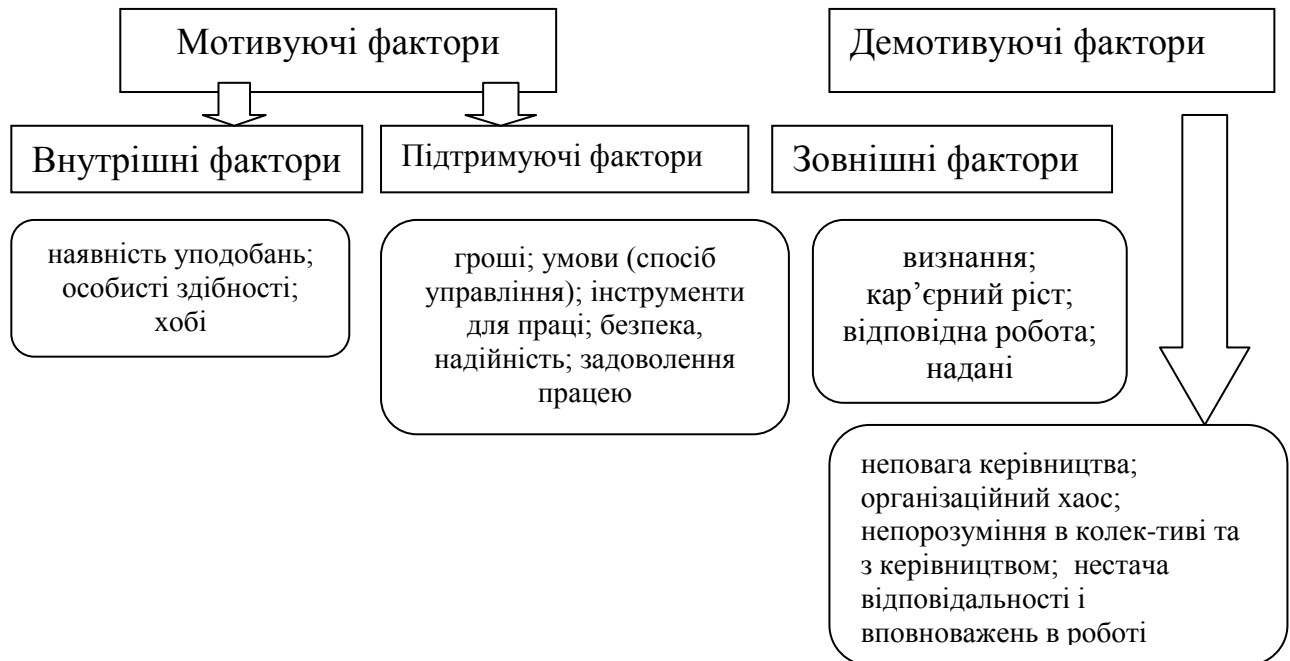 Мотивуючі фактори
Демотивуючі фактори
Внутрішні фактори
Підтримуючі фактори
Зовнішні фактори
наявність уподобань;
особисті здібності;
хобі
гроші; умови (спосіб
управління); інструменти
для праці; безпека,
надійність; задоволення
працею
визнання;
кар’єрний ріст;
відповідна робота;
надані
неповага керівництва;
організаційний хаос;
непорозуміння в колек-тиві та
з керівництвом; нестача
відповідальності і
вповноважень в роботі